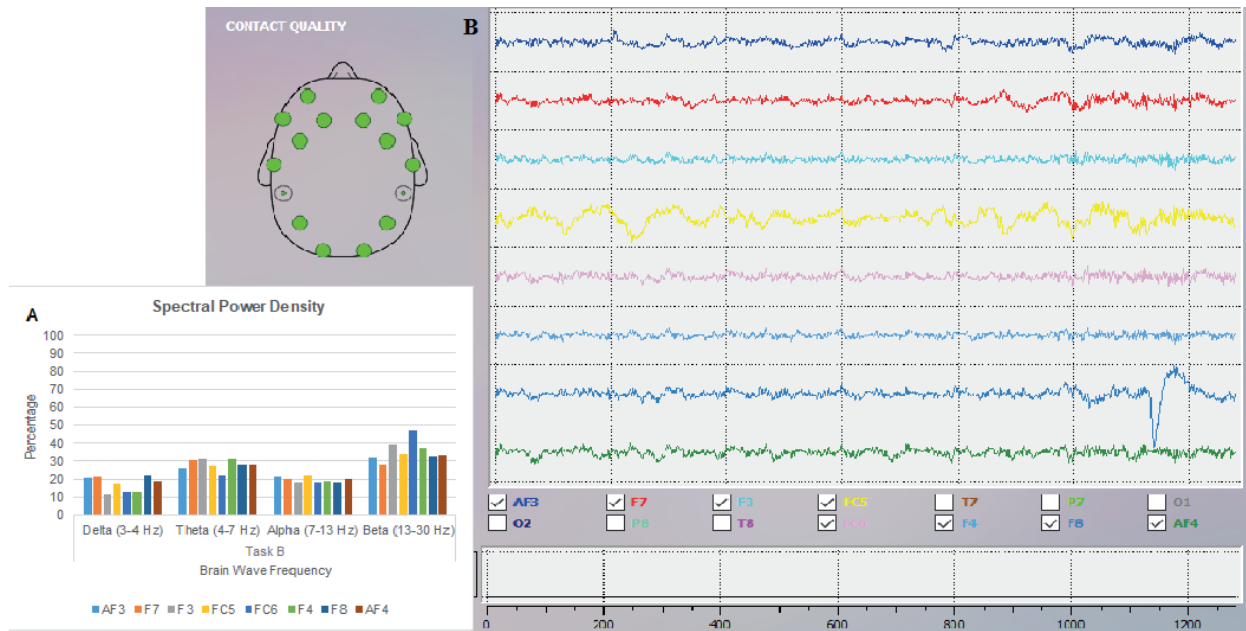 CONTACT QUALITY
B
A
Spectral Power Density
100
90
80
70
60
50
40
30
20
10
0
Percentage
Delta (3-4 Hz) Theta (4-7 Hz) Alpha (7-13 Hz) Beta (13-30 Hz)
Task B
Brain Wave Frequency
AF3 F7 F3 FC5 FC6 F4 F8 AF4
AF3 F7 F3 FC5 T7 P7 O1
O2 P8 T8 FC6 F4 F8 AF4
0 200 400 600 800 1000 1200